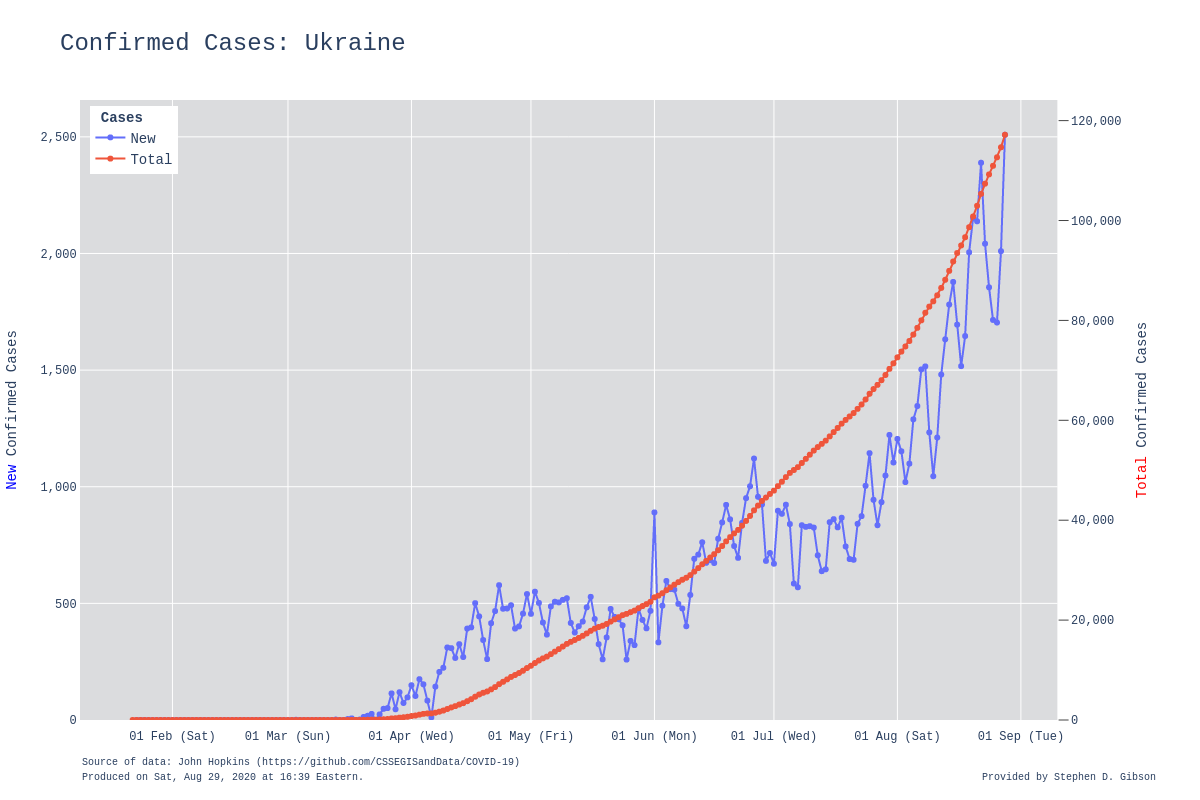 Confirmed Cases: Ukraine
Cases
New
Total
2,500
2,000
1,500
1,000
500
0
120,000
100,000
80,000
60,000
40,000
20,000
0
New Confirmed Cases
Total Confirmed Cases
01 Feb (Sat)
01 Mar (Sun)
01 Apr (Wed)
01 May (Fri)
01 Jun (Mon)
01 Jul (Wed)
01 Aug (Sat)
01 Sep (Tue)
Source of data: John Hopkins (https://github.com/CSSEGISandData/COVID-19)
Produced on Sat, Aug 29, 2020 at 16:39 Eastern.
Provided by Stephen D. Gibson